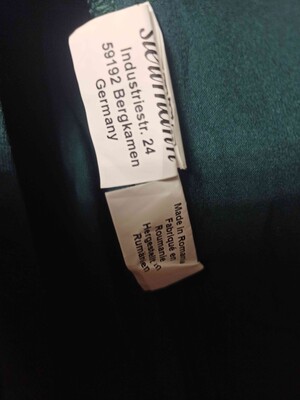 Industriestr. 24
59192 Bergkamen
Germany
Made in Romania
Fabriqué en
Roumanie
Hergestellt in
Rumänien